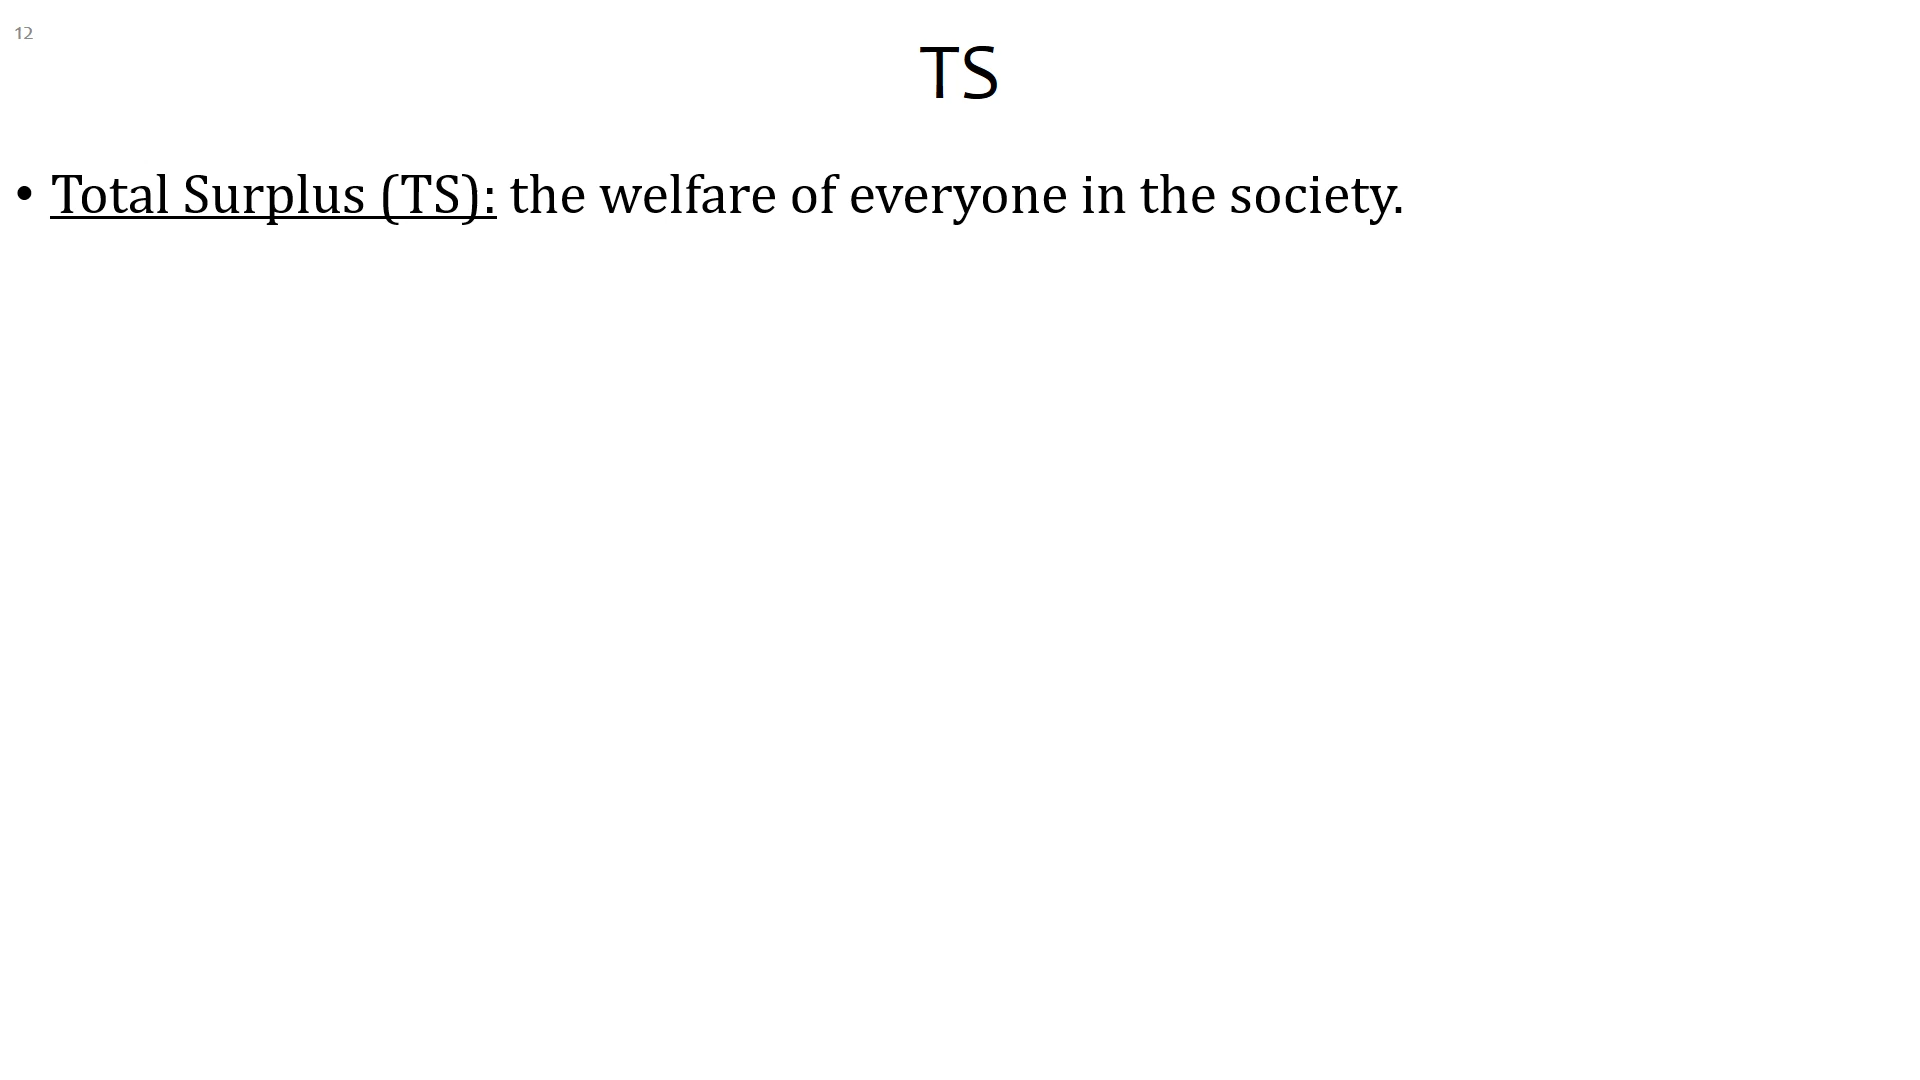 12
TS
• Total Surplus (TS): the welfare of everyone in the society.